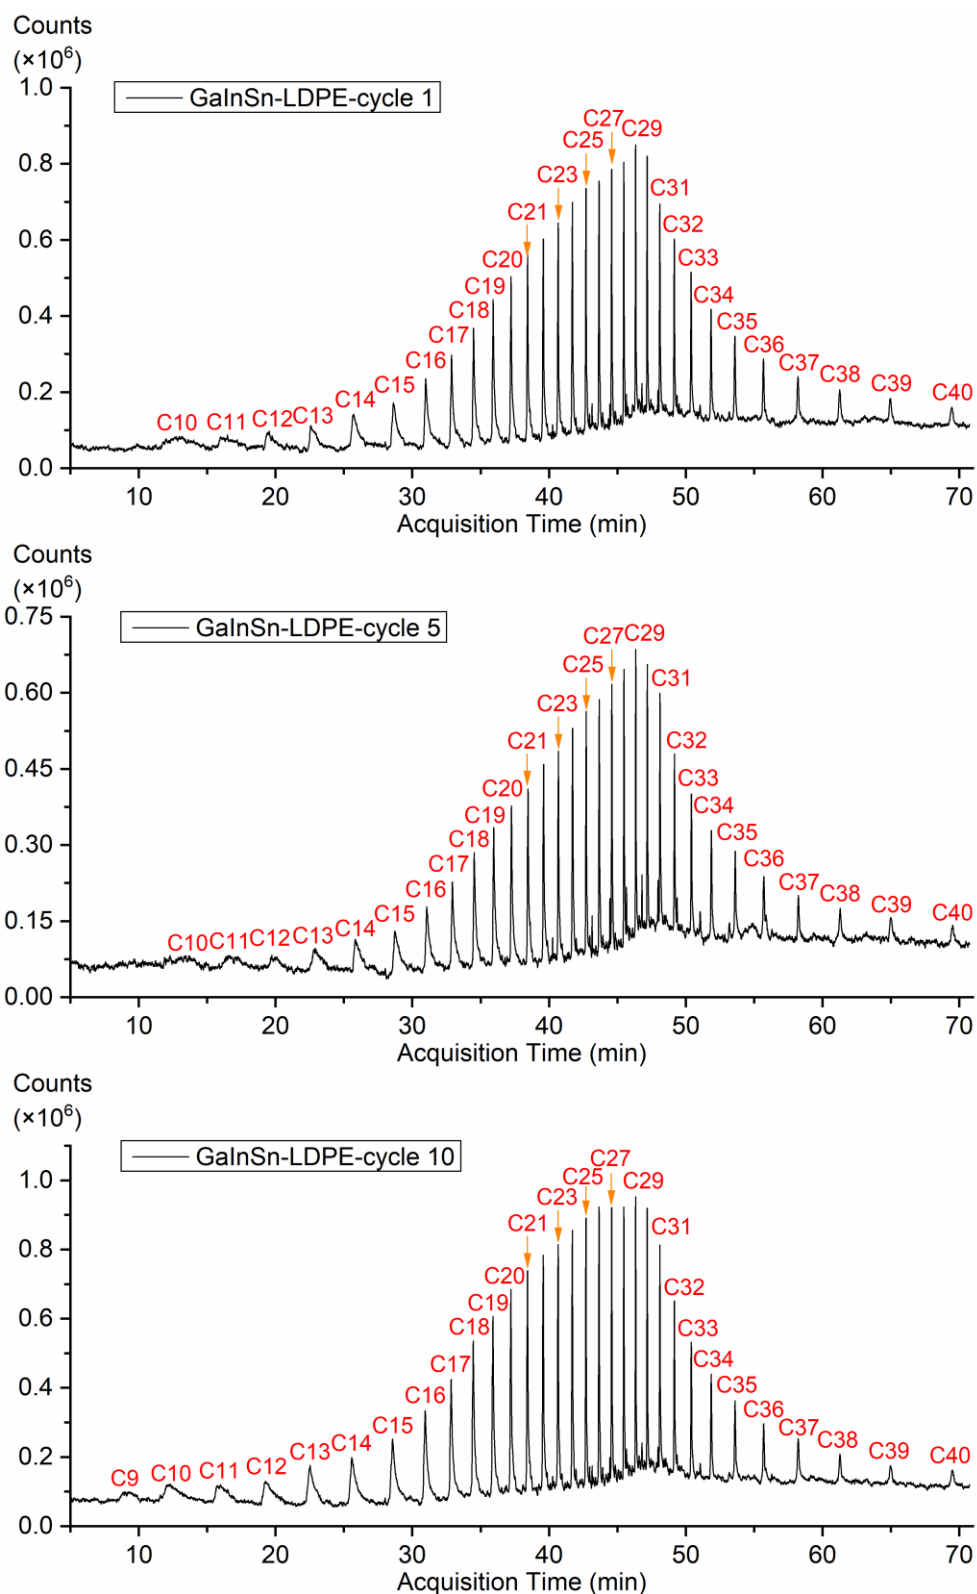 Counts
(×10⁶)
GaInSn-LDPE-cycle 1
1.0
0.8
0.6
0.4
0.2
0.0
C10 C11 C12 C13 C14 C15 C16 C17 C18 C19 C20 C21 C23 C25 C27 C29 C31 C32 C33 C34 C35 C36 C37 C38 C39 C40
10 20 30 40 50 60 70
Acquisition Time (min)
Counts
(×10⁶)
GaInSn-LDPE-cycle 5
0.75
0.60
0.45
0.30
0.15
0.00
C10 C11 C12 C13 C14 C15 C16 C17 C18 C19 C20 C21 C23 C25 C27 C29 C31 C32 C33 C34 C35 C36 C37 C38 C39 C40
10 20 30 40 50 60 70
Acquisition Time (min)
Counts
(×10⁶)
GaInSn-LDPE-cycle 10
1.0
0.8
0.6
0.4
0.2
0.0
C9 C10 C11 C12 C13 C14 C15 C16 C17 C18 C19 C20 C21 C23 C25 C27 C29 C31 C32 C33 C34 C35 C36 C37 C38 C39 C40
10 20 30 40 50 60 70
Acquisition Time (min)